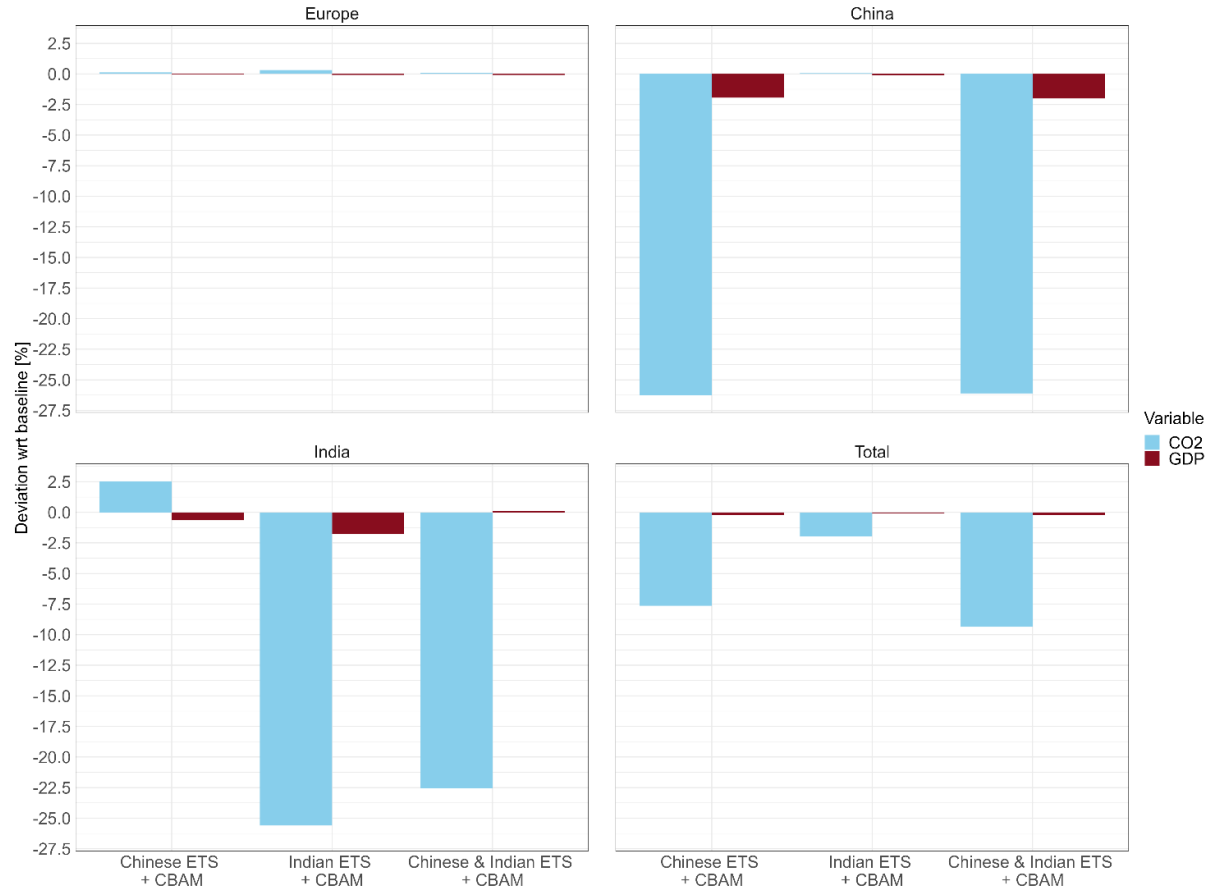 Europe
China
2.5
0.0
-2.5
-5.0
-7.5
-10.0
-12.5
-15.0
-17.5
-20.0
-22.5
-25.0
-27.5
Deviation wrt baseline [%]
India
Total
2.5
0.0
-2.5
-5.0
-7.5
-10.0
-12.5
-15.0
-17.5
-20.0
-22.5
-25.0
-27.5
Chinese ETS
+ CBAM
Indian ETS
+ CBAM
Chinese & Indian ETS
+ CBAM
Chinese ETS
+ CBAM
Indian ETS
+ CBAM
Chinese & Indian ETS
+ CBAM
Variable
CO2
GDP